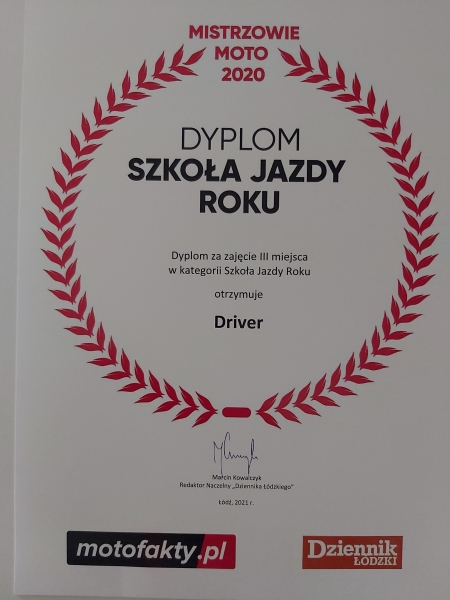 MISTRZOWIE
MOTO
2020
DYPLOM
SZKOŁA JAZDY
ROKU
Dyplom za zajęcie III miejsca
w kategorii Szkoła Jazdy Roku
otrzymuje
Driver
Marcin Kowalczyk
Redaktor Naczelny „Dziennika Łódzkiego”
Łódź, 2021 r.
motofakty.pl
Dziennik
ŁÓDZKI